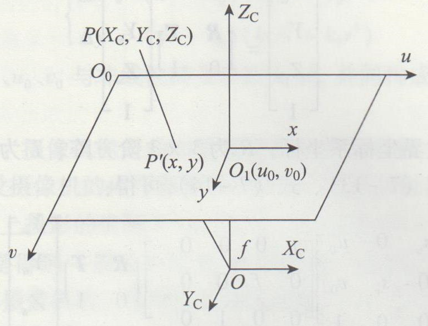 Z_C
P(X_C, Y_C, Z_C)
O_0
u
x
P'(x, y)
O_1(u_0, v_0)
y
v
f
X_C
O
Y_C